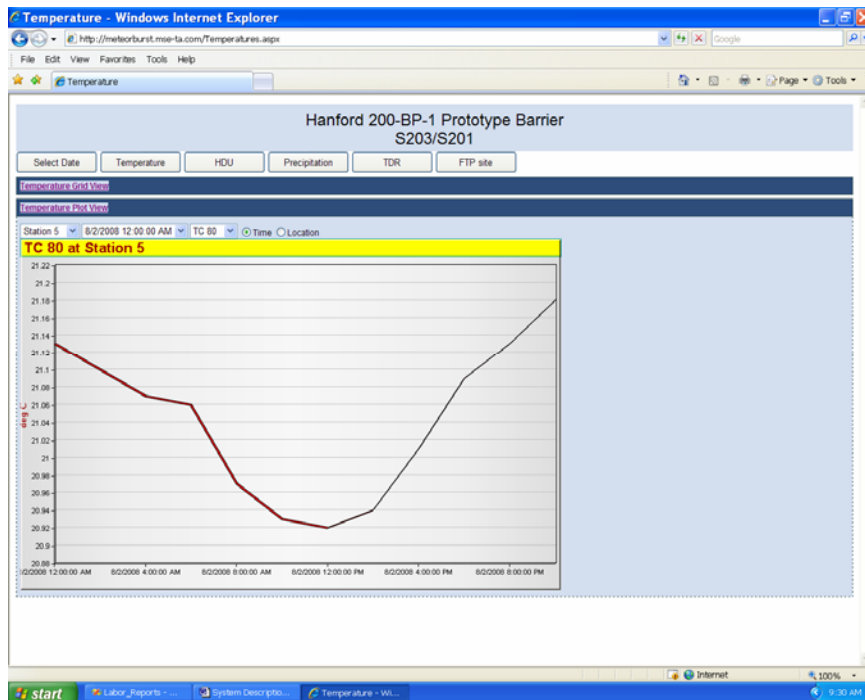 Temperature - Windows Internet Explorer
http://meteorburst.mse-ta.com/Temperatures.aspx
Google
File Edit View Favorites Tools Help
Temperature
Page Tools
Hanford 200-BP-1 Prototype Barrier
S203/S201
Select Date Temperature HDU Precipitation TDR FTP site
Temperature Grid View
Temperature Plot View
Station 5 8/2/2008 12:00:00 AM TC 80 Time Location
TC 80 at Station 5
21.22
21.2
21.18
21.16
21.14
21.12
21.1
21.08
21.06
21.04
21.02
21
20.98
20.96
20.94
20.92
20.9
20.88
deg C
/2/2008 12:00:00 AM 8/2/2008 4:00:00 AM 8/2/2008 8:00:00 AM 8/2/2008 12:00:00 PM 8/2/2008 4:00:00 PM 8/2/2008 8:00:00 PM
Internet 100%
start Labor_Reports - ... System Descriptio... Temperature - Wi... 9:30 AM